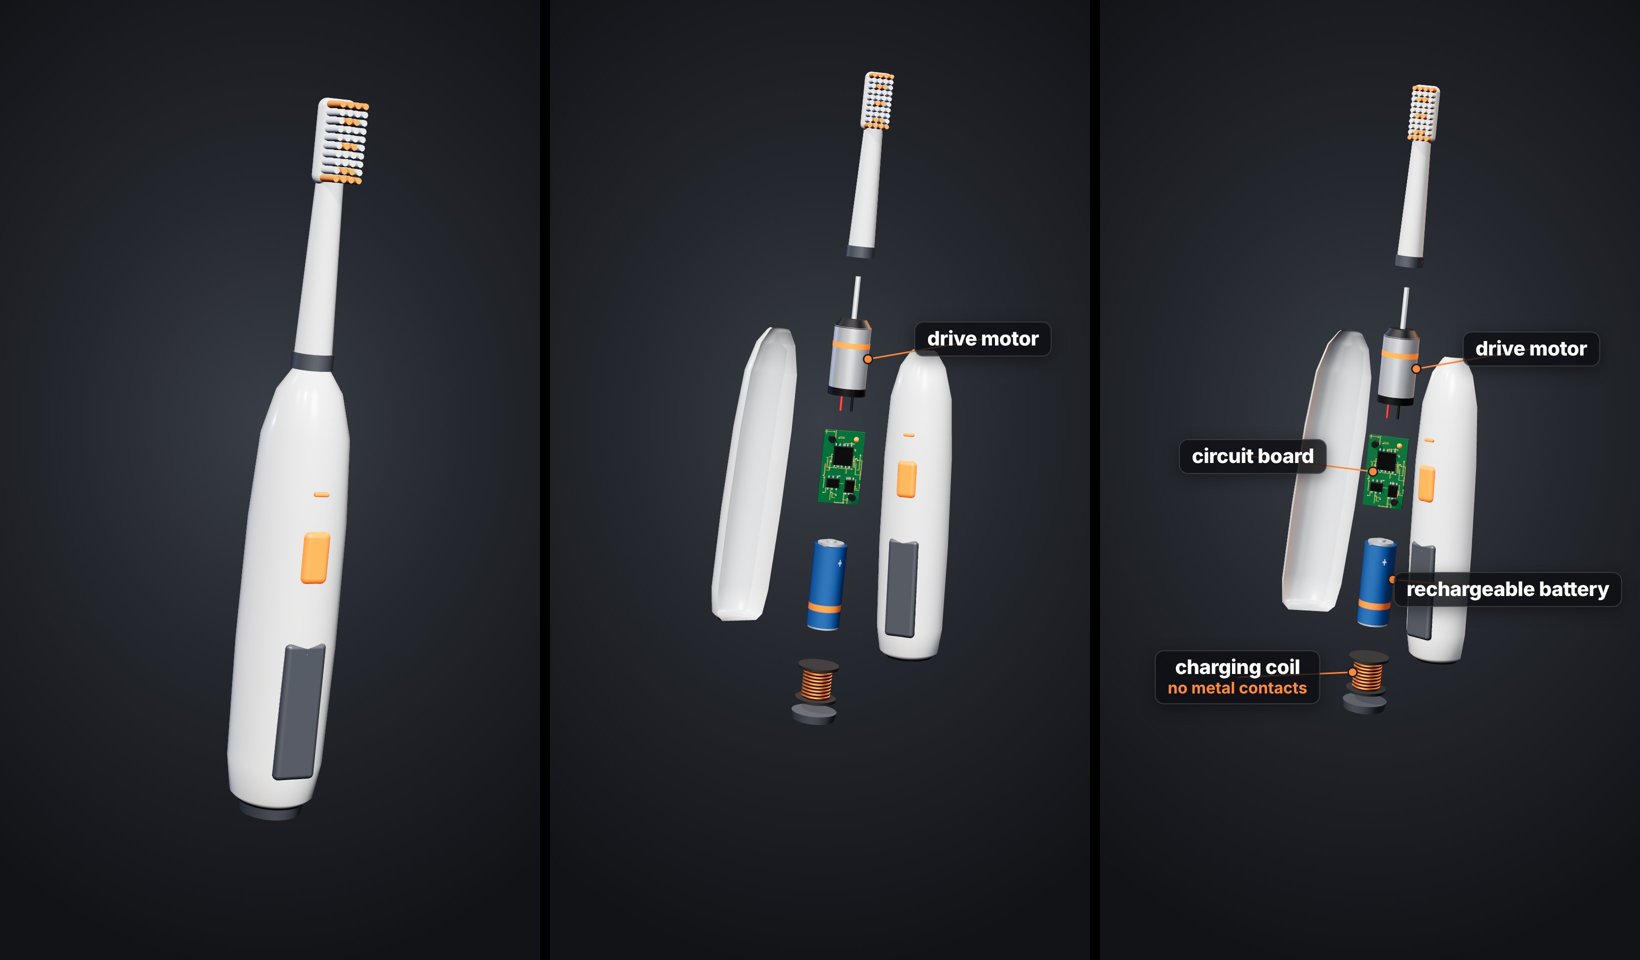 drive motor
drive motor
circuit board
rechargeable battery
charging coil
no metal contacts